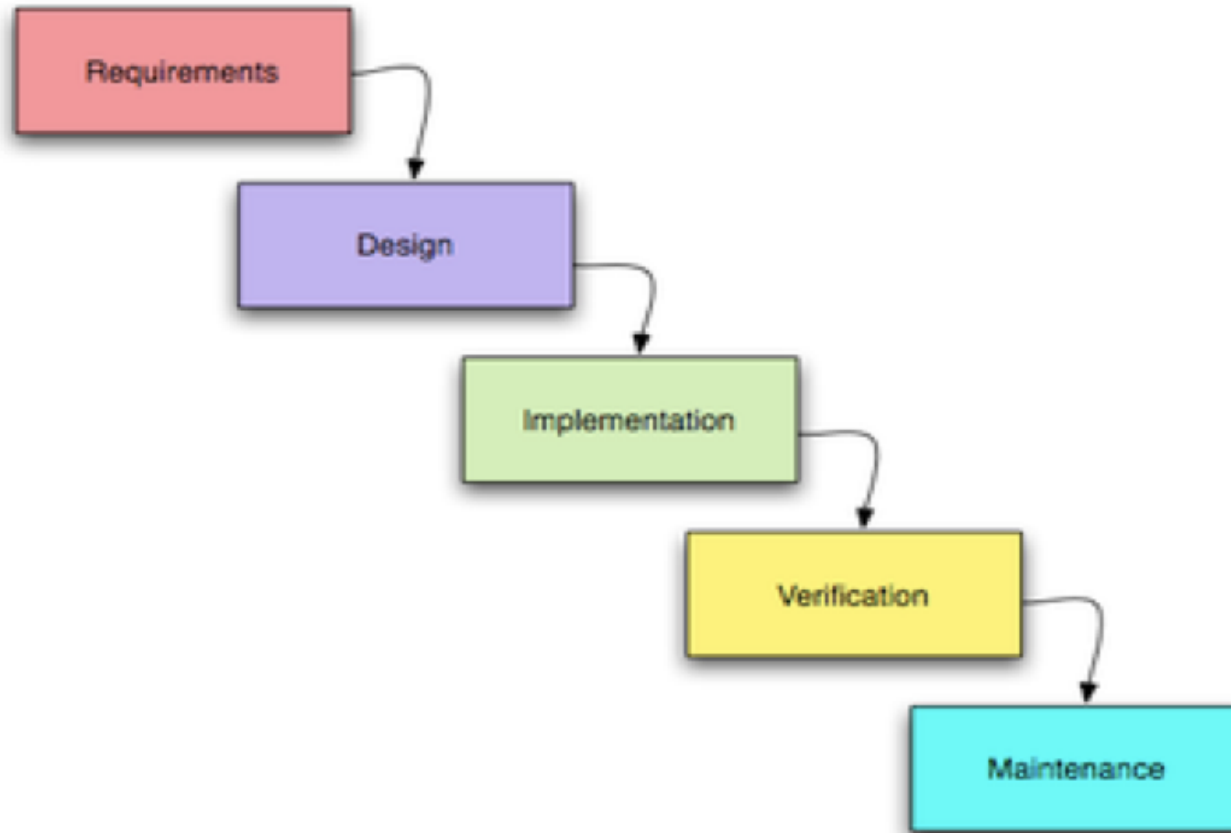 Requirements
Design
Implementation
Verification
Maintenance